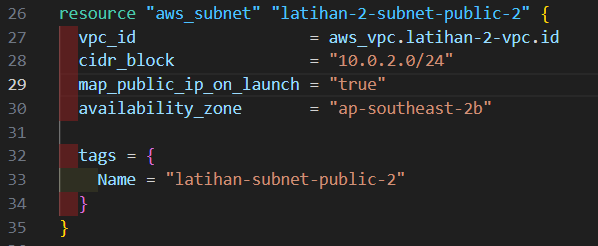 26 resource "aws_subnet" "latihan-2-subnet-public-2" {
27   vpc_id                  = aws_vpc.latihan-2-vpc.id
28   cidr_block              = "10.0.2.0/24"
29   map_public_ip_on_launch = "true"
30   availability_zone       = "ap-southeast-2b"
31
32   tags = {
33     Name = "latihan-subnet-public-2"
34   }
35 }